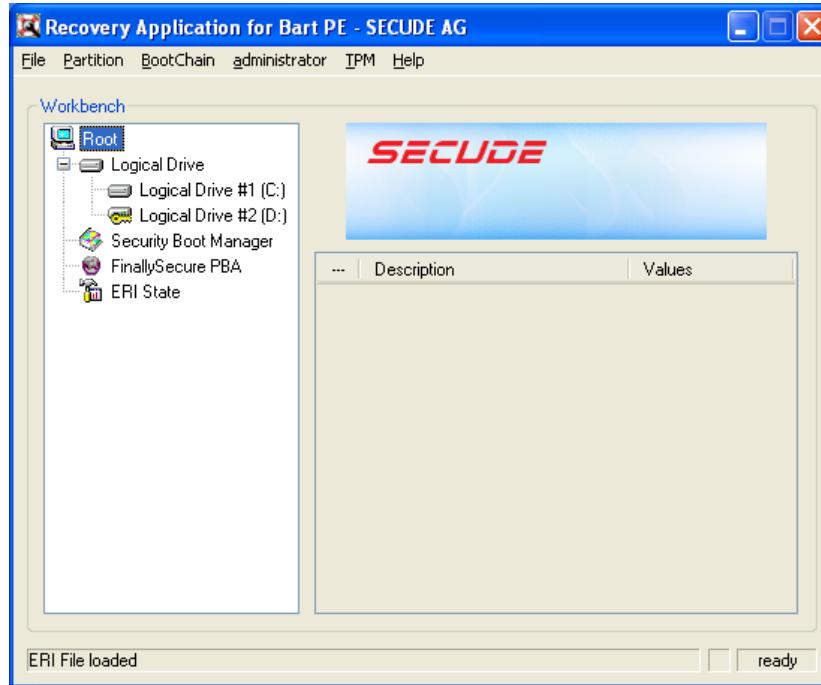 Recovery Application for Bart PE - SECUDE AG
File Partition BootChain administrator TPM Help
Workbench
Root
Logical Drive
Logical Drive #1 (C:)
Logical Drive #2 (D:)
Security Boot Manager
FinallySecure PBA
ERI State
SECUDE
--- Description Values
ERI File loaded ready